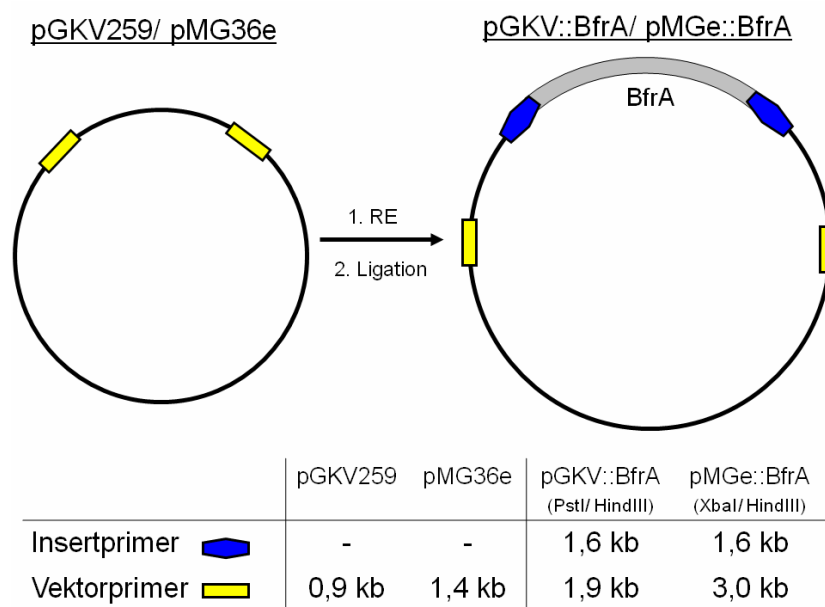 pGKV259/ pMG36e
pGKV::BfrA/ pMGe::BfrA
BfrA
1. RE
2. Ligation
pGKV259 pMG36e pGKV::BfrA pMGe::BfrA
(PstI/ HindIII) (XbaI/ HindIII)
Insertprimer - - 1,6 kb 1,6 kb
Vektorprimer 0,9 kb 1,4 kb 1,9 kb 3,0 kb